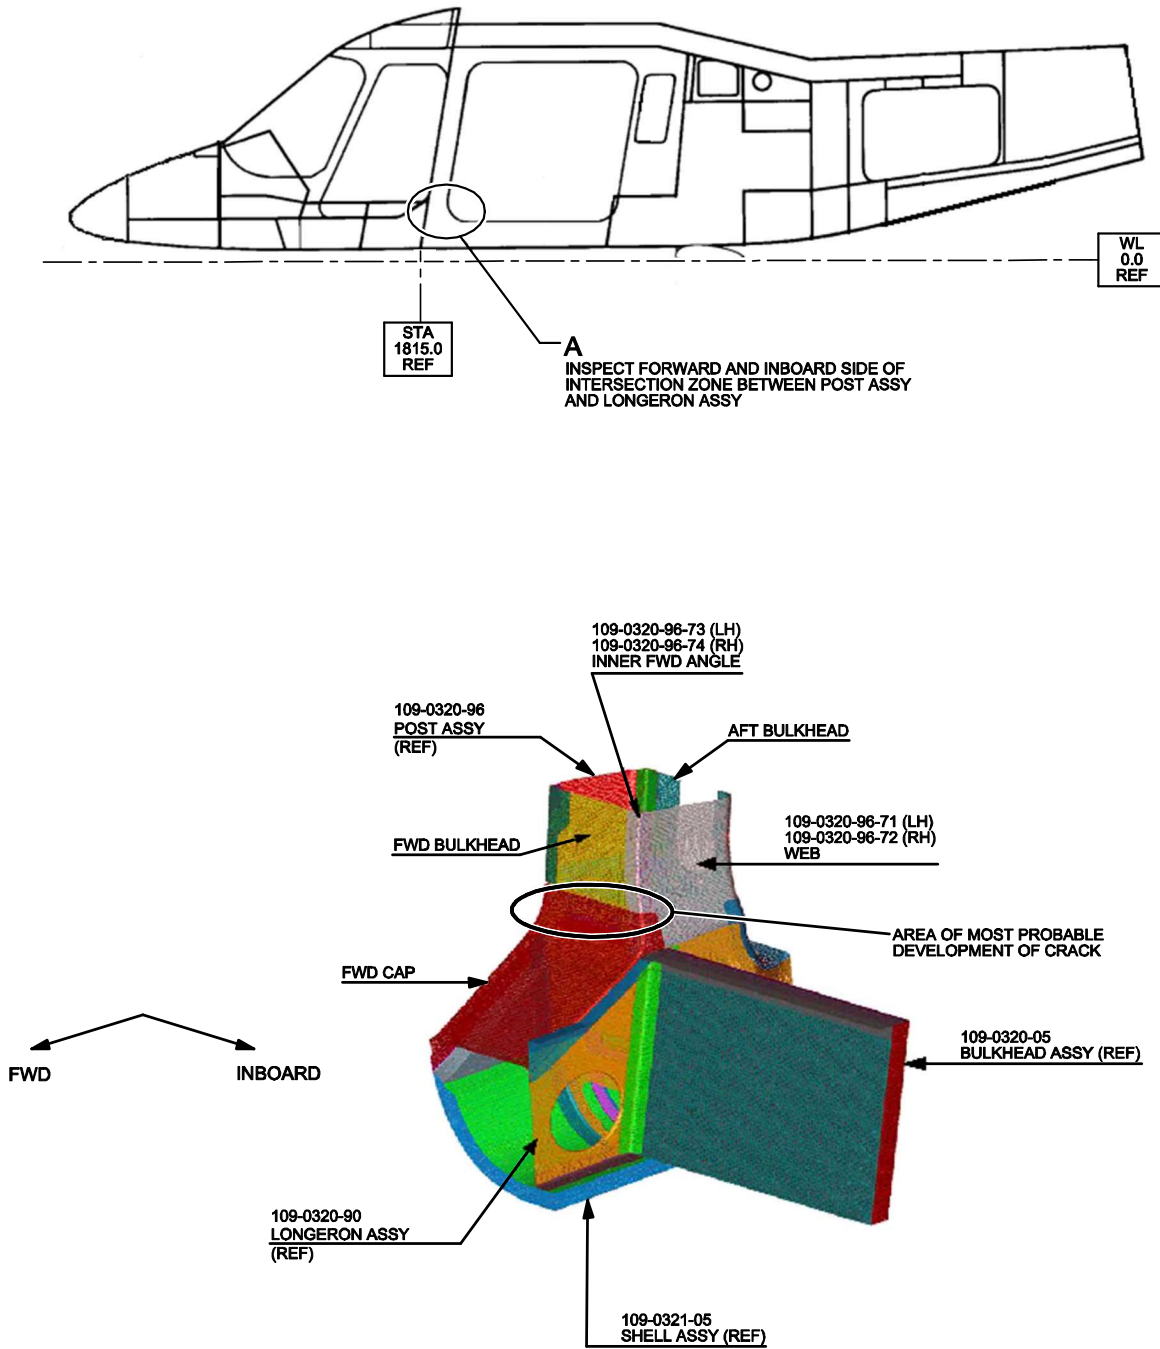 WL
0.0
REF
STA
1815.0
REF
A
INSPECT FORWARD AND INBOARD SIDE OF
INTERSECTION ZONE BETWEEN POST ASSY
AND LONGERON ASSY
109-0320-96-73 (LH)
109-0320-96-74 (RH)
INNER FWD ANGLE
109-0320-96
POST ASSY
(REF)
AFT BULKHEAD
109-0320-96-71 (LH)
109-0320-96-72 (RH)
WEB
FWD BULKHEAD
AREA OF MOST PROBABLE
DEVELOPMENT OF CRACK
FWD CAP
109-0320-05
BULKHEAD ASSY (REF)
FWD
INBOARD
109-0320-90
LONGERON ASSY
(REF)
109-0321-05
SHELL ASSY (REF)